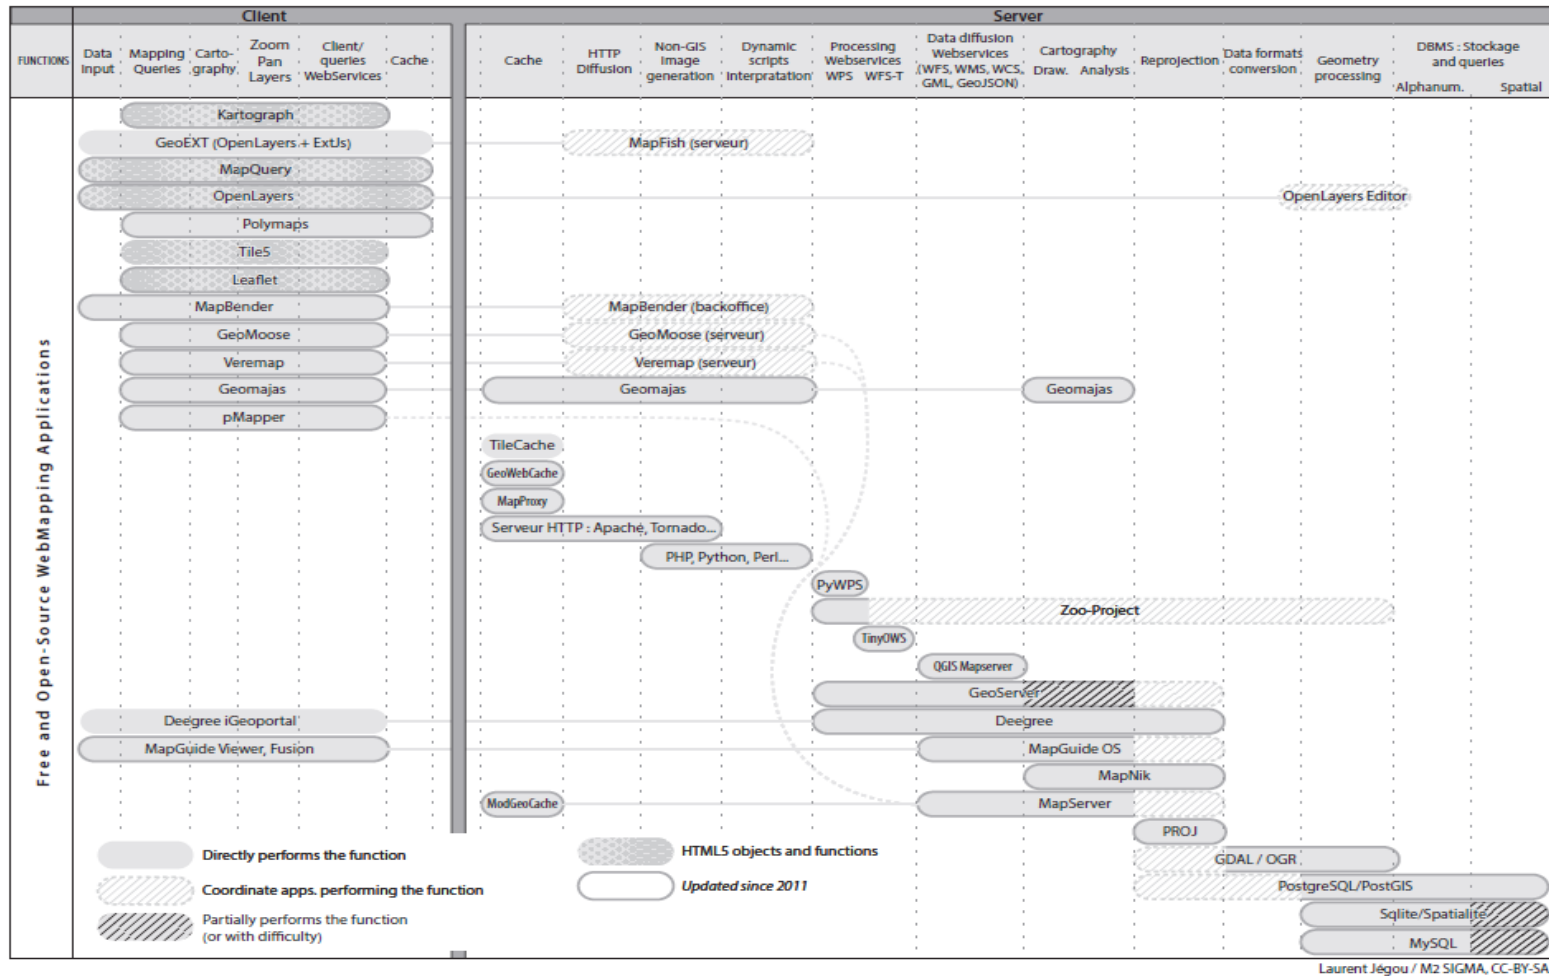 Client
Server
FUNCTIONS
Data
Input
Mapping
Queries
Carto-
graphy
Zoom
Pan
Layers
Client/
queries
WebServices
Cache
Cache
HTTP
Diffusion
Non-GIS
image
generation
Dynamic
scripts
Interpratation
Processing
Webservices
WPS WFS-T
Data diffusion
Webservices
(WFS, WMS, WCS,
GML, GeoJSON)
Cartography
Draw. Analysis
Reprojection
Data formats
conversion
Geometry
processing
DBMS : Stockage
and queries
Alphanum. Spatial
Free and Open-Source WebMapping Applications
Kartograph
GeoEXT (OpenLayers + ExtJs)
MapFish (serveur)
MapQuery
OpenLayers
OpenLayers Editor
Polymaps
Tile5
Leaflet
MapBender
MapBender (backoffice)
GeoMoose
GeoMoose (serveur)
Veremap
Veremap (serveur)
Geomajas
Geomajas
Geomajas
pMapper
TileCache
GeoWebCache
MapProxy
Serveur HTTP : Apache, Tornado...
PHP, Python, Perl...
PyWPS
Zoo-Project
TinyOWS
QGIS Mapserver
GeoServer
Deegree iGeoportal
Deegree
MapGuide Viewer, Fusion
MapGuide OS
MapNik
ModGeoCache
MapServer
PROJ
GDAL / OGR
PostgreSQL/PostGIS
Sqlite/Spatialite
MySQL
Directly performs the function
Coordinate apps. performing the function
Partially performs the function
(or with difficulty)
HTML5 objects and functions
Updated since 2011
Laurent Jégou / M2 SIGMA, CC-BY-SA